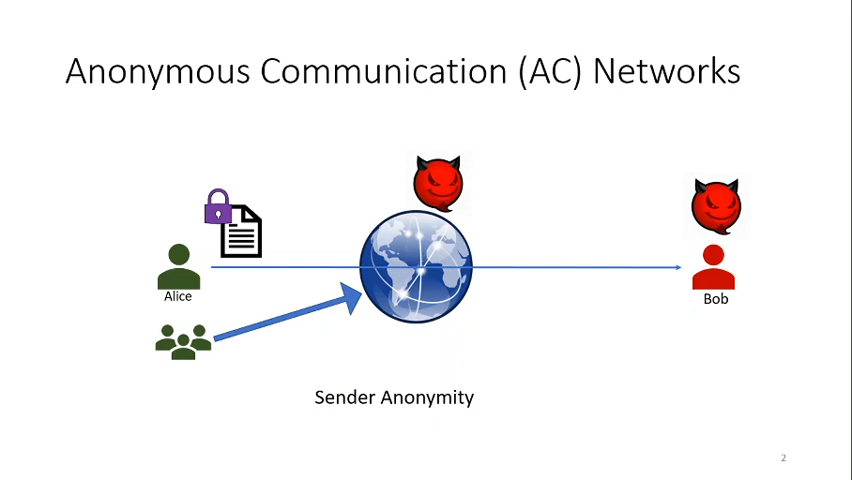 Anonymous Communication (AC) Networks
Alice
Bob
Sender Anonymity
2